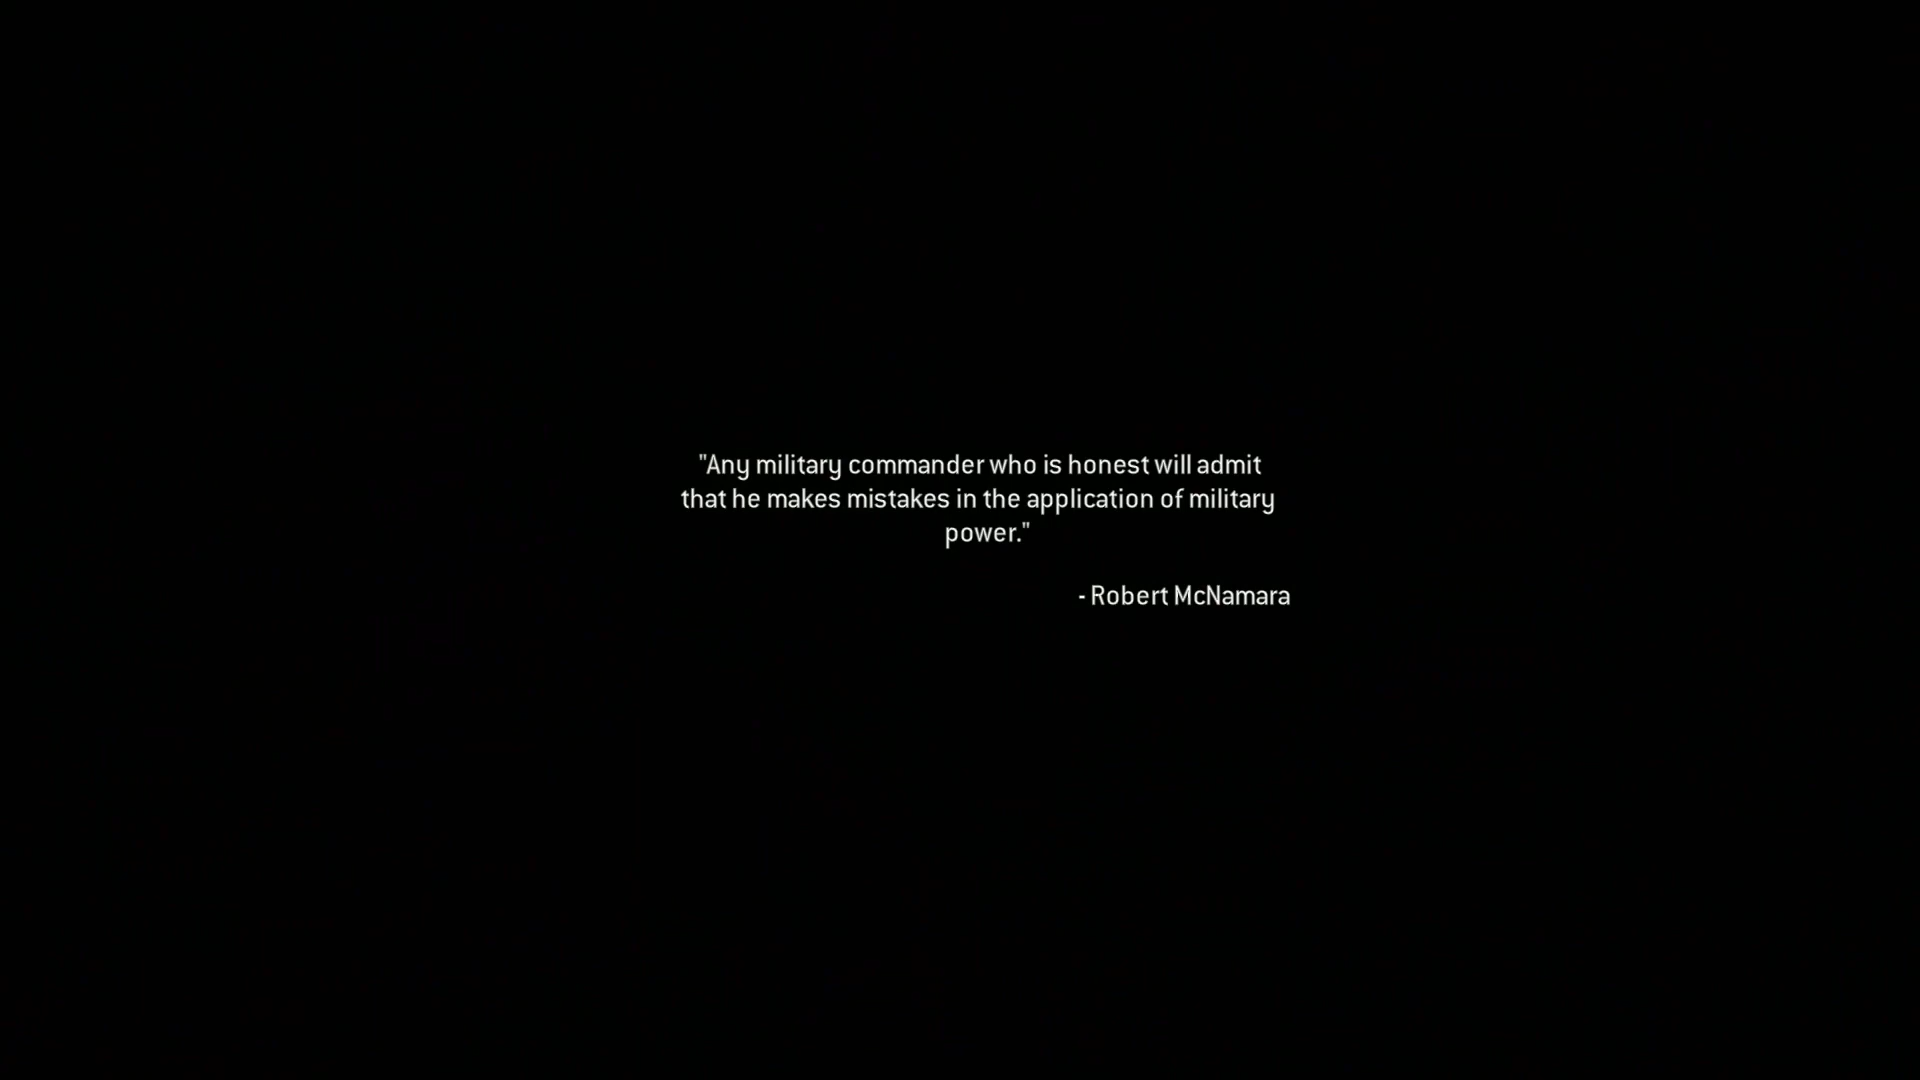 "Any military commander who is honest will admit
that he makes mistakes in the application of military
power."
- Robert McNamara